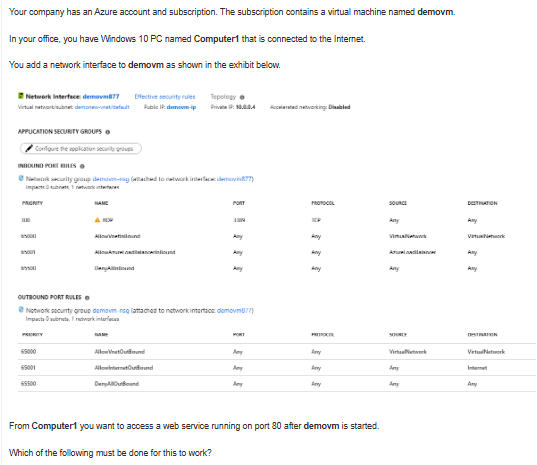 Your company has an Azure account and subscription. The subscription contains a virtual machine named demovm.
In your office, you have Windows 10 PC named Computer1 that is connected to the Internet.
You add a network interface to demovm as shown in the exhibit below.
Network Interface: demovm877 Effective security rules Topology
Virtual network/subnet: demonev-vnet/default Public IP: demovm-ip Private IP: 10.0.0.4 Accelerated networking: Disabled
APPLICATION SECURITY GROUPS
Configure the application security groups
INBOUND PORT RULES
Network security group demovm-nsg (attached to network interface: demovm877)
Impacts 0 subnets, 1 network interfaces
PRIORITY NAME PORT PROTOCOL SOURCE DESTINATION
300 RDP 3389 TCP Any Any
65000 AllowVnetInBound Any Any VirtualNetwork VirtualNetwork
65001 AllowAzureLoadBalancerInBound Any Any AzureLoadBalancer Any
65500 DenyAllInBound Any Any Any Any
OUTBOUND PORT RULES
Network security group demovm-nsg (attached to network interface: demovm877)
Impacts 0 subnets, 1 network interfaces
PRIORITY NAME PORT PROTOCOL SOURCE DESTINATION
65000 AllowVnetOutBound Any Any VirtualNetwork VirtualNetwork
65001 AllowInternetOutBound Any Any Any Internet
65500 DenyAllOutBound Any Any Any Any
From Computer1 you want to access a web service running on port 80 after demovm is started.
Which of the following must be done for this to work?